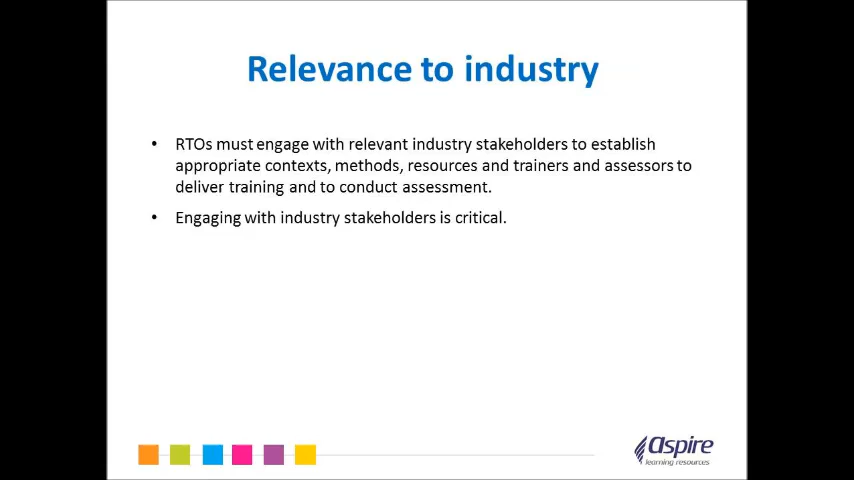 Relevance to industry
• RTOs must engage with relevant industry stakeholders to establish
appropriate contexts, methods, resources and trainers and assessors to
deliver training and to conduct assessment.
• Engaging with industry stakeholders is critical.
aspire
learning resources